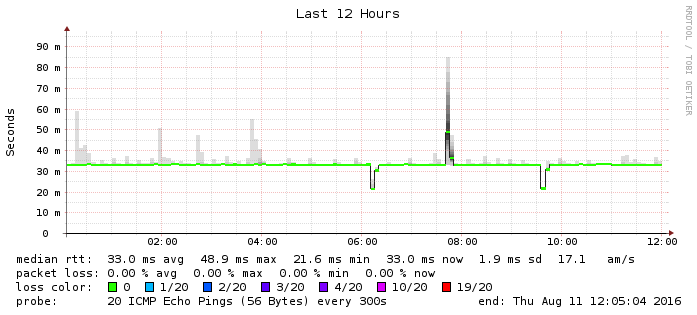 Last 12 Hours
RRDTOOL / TOBI OETIKER
Seconds
90 m
80 m
70 m
60 m
50 m
40 m
30 m
20 m
10 m
0
02:00 04:00 06:00 08:00 10:00 12:00
median rtt: 33.0 ms avg 48.9 ms max 21.6 ms min 33.0 ms now 1.9 ms sd 17.1 am/s
packet loss: 0.00 % avg 0.00 % max 0.00 % min 0.00 % now
loss color: 0 1/20 2/20 3/20 4/20 10/20 19/20
probe: 20 ICMP Echo Pings (56 Bytes) every 300s end: Thu Aug 11 12:05:04 2016